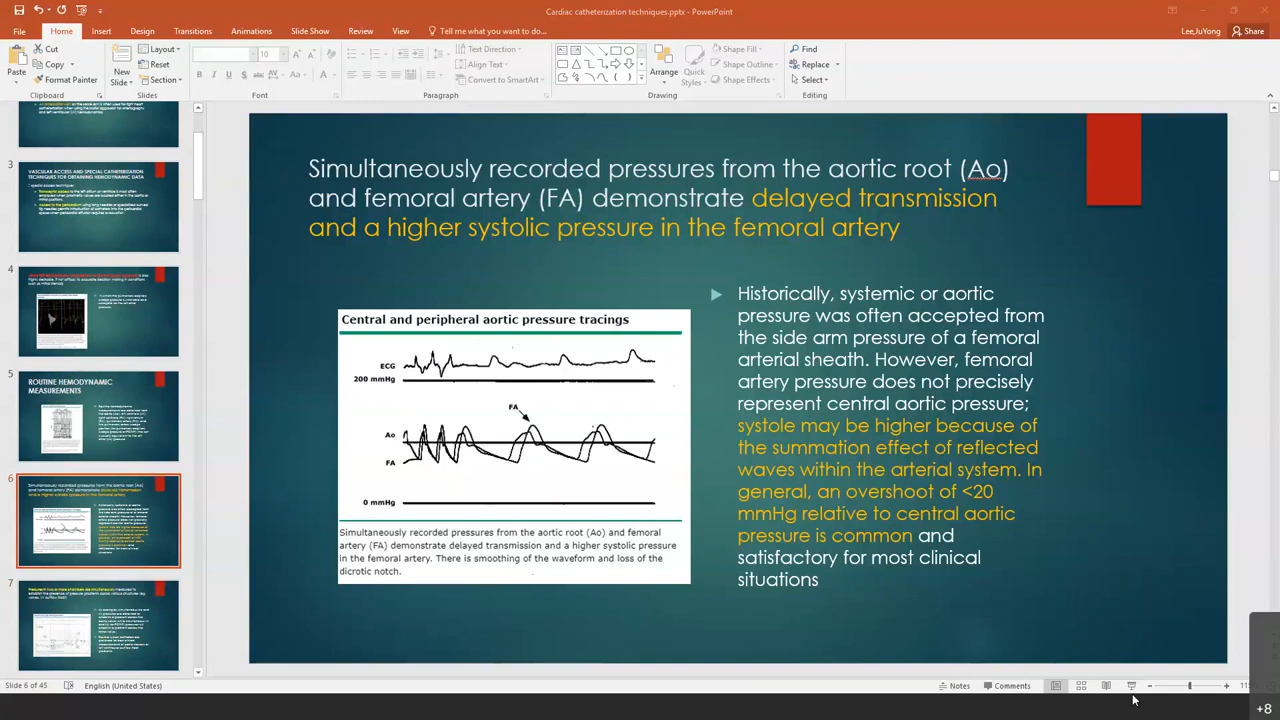 Cardiac catheterization techniques.pptx - PowerPoint
File Home Insert Design Transitions Animations Slide Show Review View Tell me what you want to do...
Lee,JuYong Share
Paste
Cut
Copy
Format Painter
Clipboard
New
Slide
Layout
Reset
Section
Slides
10
Font
Text Direction
Align Text
Convert to SmartArt
Paragraph
Arrange
Quick
Styles
Shape Fill
Shape Outline
Shape Effects
Drawing
Find
Replace
Select
Editing
3
VASCULAR ACCESS AND SPECIAL CATHETERIZATION
TECHNIQUES FOR OBTAINING HEMODYNAMIC DATA
4
5
ROUTINE HEMODYNAMIC
MEASUREMENTS
6
7
Simultaneously recorded pressures from the aortic root (Ao)
and femoral artery (FA) demonstrate delayed transmission
and a higher systolic pressure in the femoral artery
Central and peripheral aortic pressure tracings
ECG
200 mmHg
FA
Ao
FA
0 mmHg
Simultaneously recorded pressures from the aortic root (Ao) and femoral
artery (FA) demonstrate delayed transmission and a higher systolic pressure
in the femoral artery. There is smoothing of the waveform and loss of the
dicrotic notch.
Historically, systemic or aortic
pressure was often accepted from
the side arm pressure of a femoral
arterial sheath. However, femoral
artery pressure does not precisely
represent central aortic pressure;
systole may be higher because of
the summation effect of reflected
waves within the arterial system. In
general, an overshoot of <20
mmHg relative to central aortic
pressure is common and
satisfactory for most clinical
situations
Slide 6 of 45 English (United States)
Notes Comments
+8